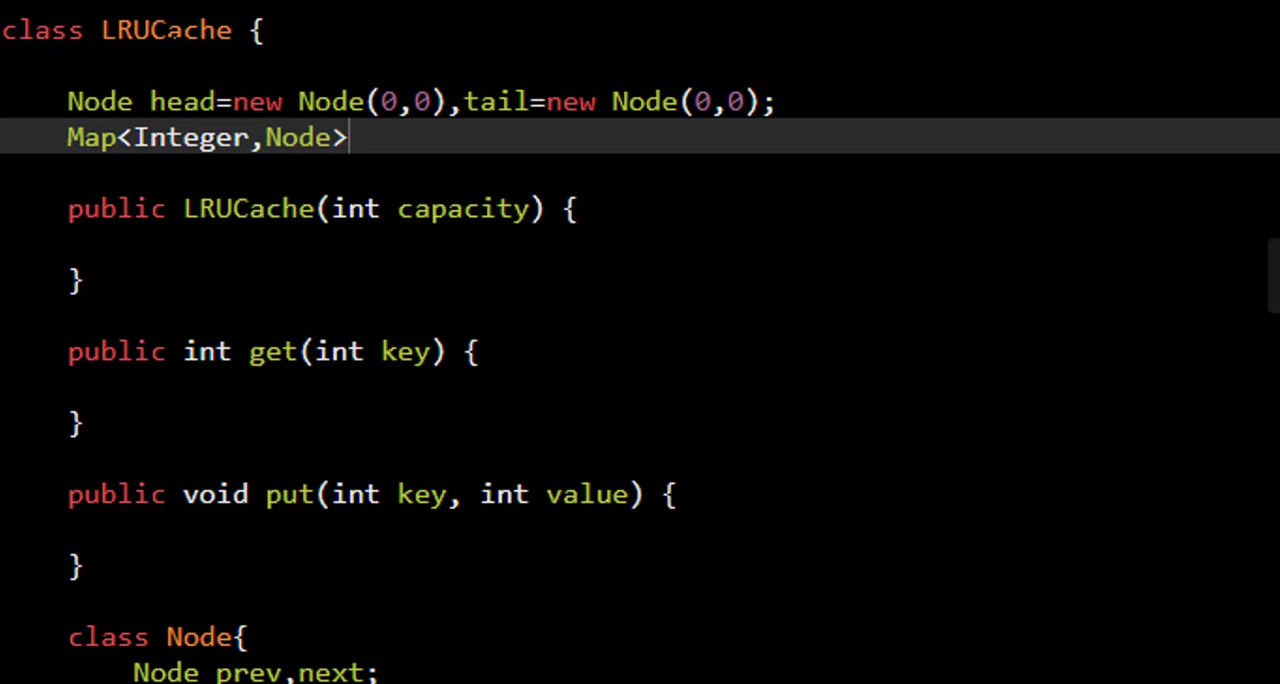 class LRUCache {
Node head=new Node(0,0),tail=new Node(0,0);
Map<Integer,Node>
public LRUCache(int capacity) {
}
public int get(int key) {
}
public void put(int key, int value) {
}
class Node{
Node prev,next;